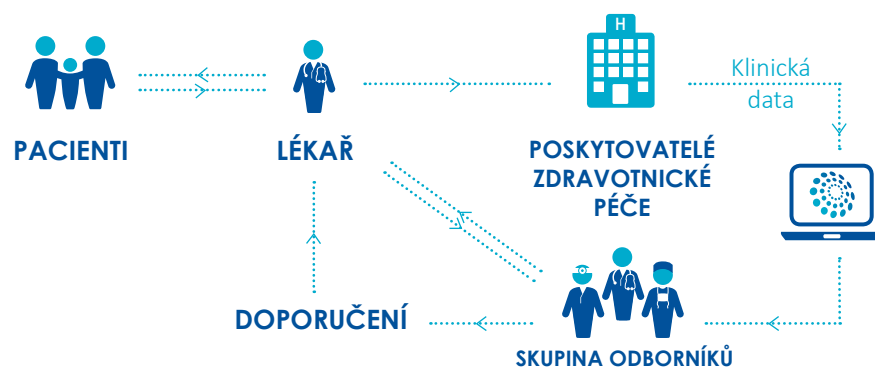 H
Klinická
data
PACIENTI
LÉKAŘ
POSKYTOVATELÉ
ZDRAVOTNICKÉ
PÉČE
DOPORUČENÍ
SKUPINA ODBORNÍKŮ